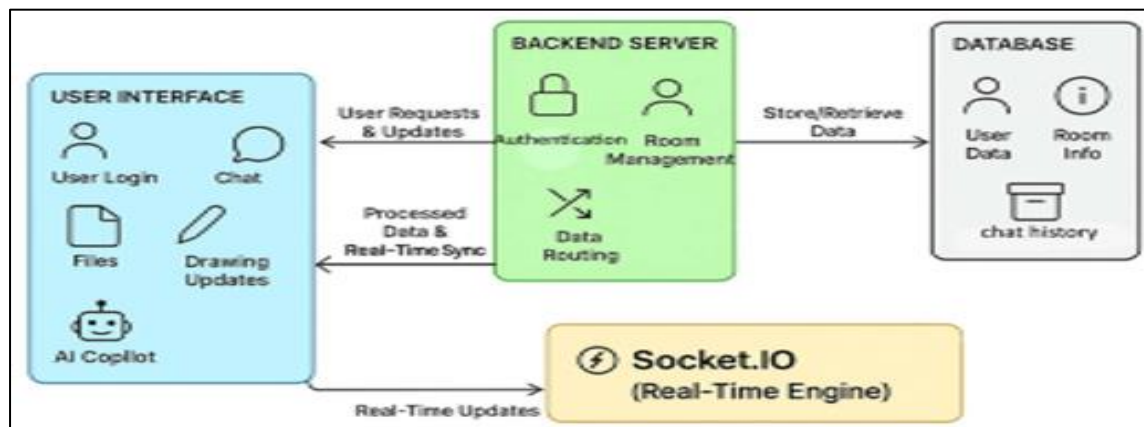 USER INTERFACE
User Login
Chat
Files
Drawing
Updates
AI Copilot
User Requests
& Updates
Processed
Data &
Real-Time Sync
BACKEND SERVER
Authentication
Room
Management
Data
Routing
Store/Retrieve
Data
DATABASE
User
Data
Room
Info
chat history
Real-Time Updates
Socket.IO
(Real-Time Engine)